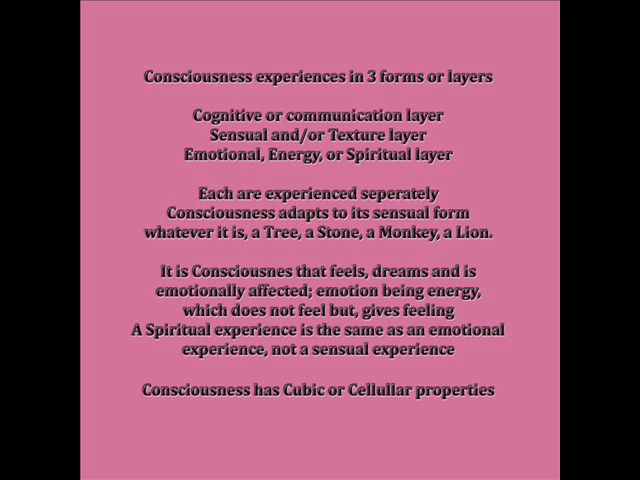 Consciousness experiences in 3 forms or layers
Cognitive or communication layer
Sensual and/or Texture layer
Emotional, Energy, or Spiritual layer
Each are experienced seperately
Consciousness adapts to its sensual form
whatever it is, a Tree, a Stone, a Monkey, a Lion.
It is Consciousnes that feels, dreams and is
emotionally affected; emotion being energy,
which does not feel but, gives feeling
A Spiritual experience is the same as an emotional
experience, not a sensual experience
Consciousness has Cubic or Cellullar properties